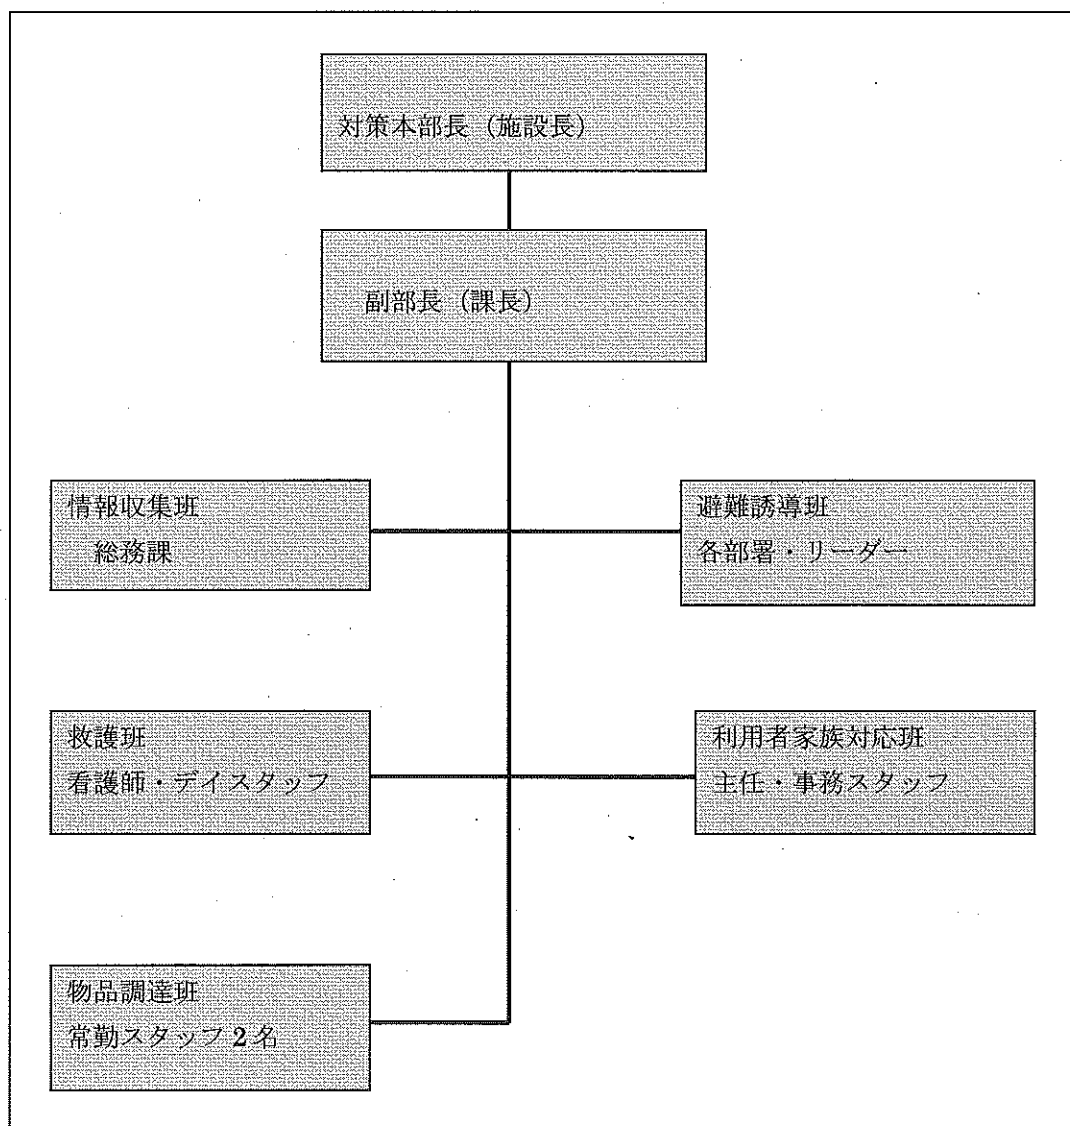 対策本部長（施設長）
副部長（課長）
情報収集班
総務課
避難誘導班
各部署・リーダー
救護班
看護師・デイスタッフ
利用者家族対応班
主任・事務スタッフ
物品調達班
常勤スタッフ2名